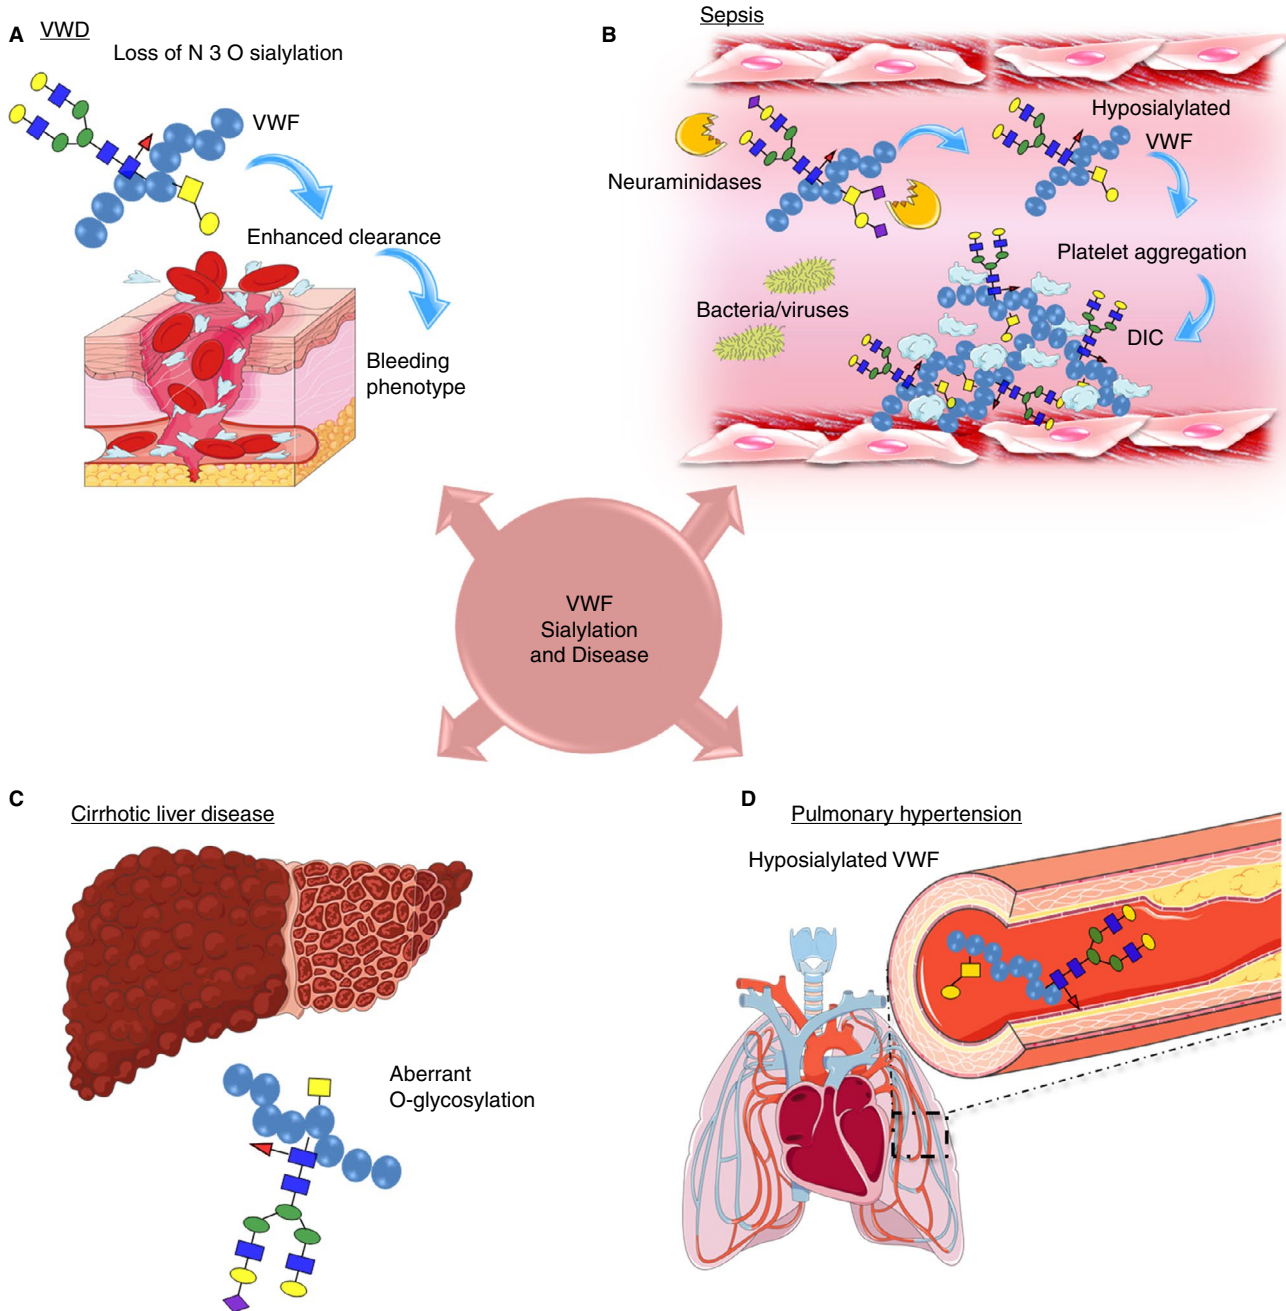 A
VWD
Loss of N 3 O sialylation
VWF
Enhanced clearance
Bleeding
phenotype
B
Sepsis
Hyposialylated
VWF
Neuraminidases
Platelet aggregation
Bacteria/viruses
DIC
VWF
Sialylation
and Disease
C
Cirrhotic liver disease
Aberrant
O-glycosylation
D
Pulmonary hypertension
Hyposialylated VWF